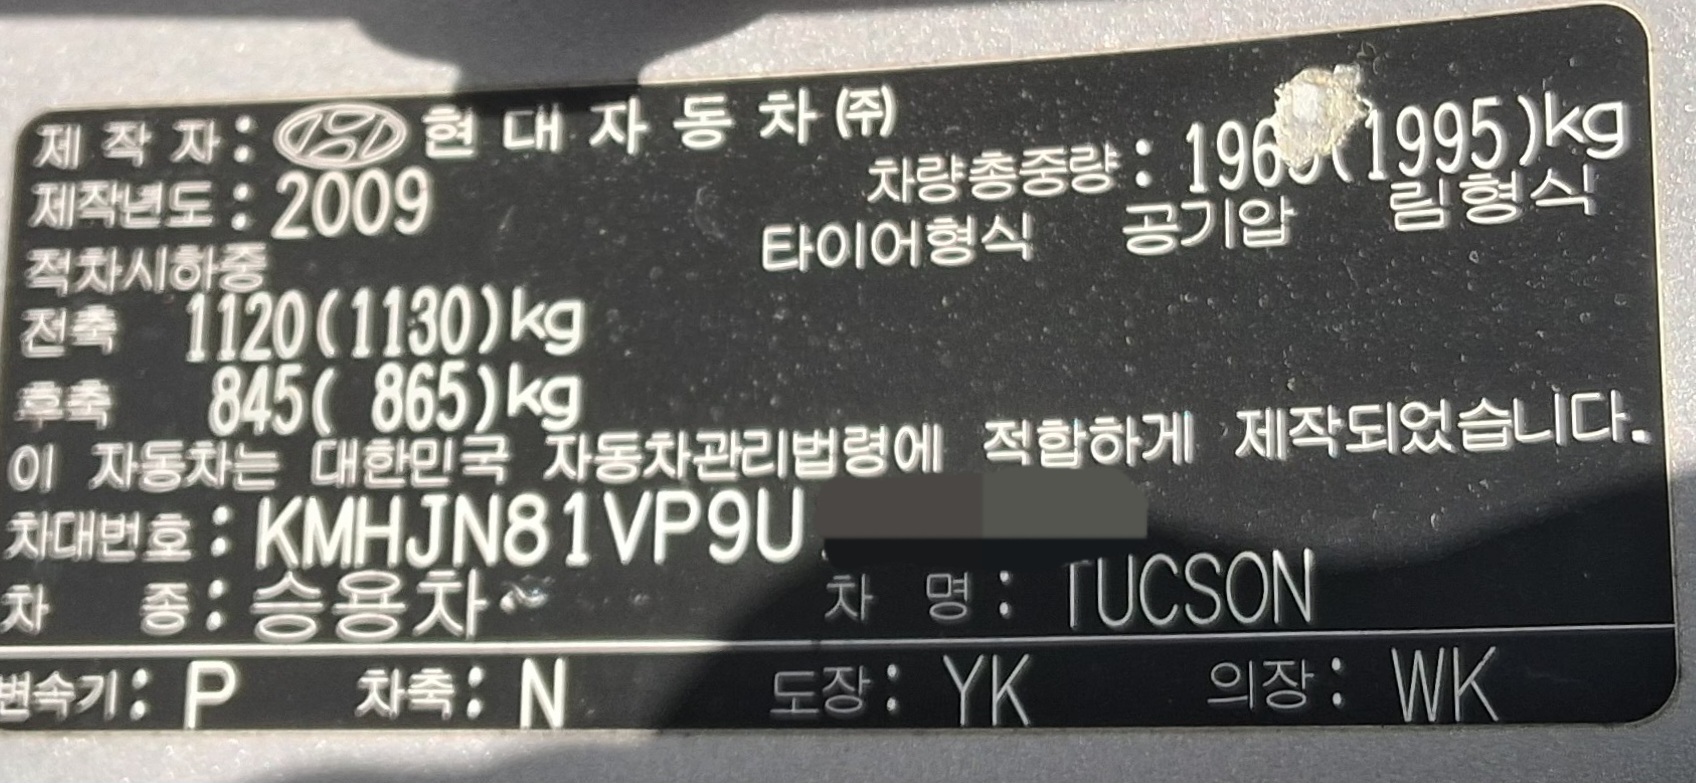 제 작 자 : 현 대 자 동 차 ㈜
제작년도 : 2009
차량총중량 : (1995)kg
적차시하중
타이어형식 공기압 림형식
전축 1120(1130)kg
후축 845( 865)kg
이 자동차는 대한민국 자동차관리법령에 적합하게 제작되었습니다.
차대번호 : KMHJN81VP9U
차 종 : 승용차
차 명 : TUCSON
변속기 : P 차축 : N 도장 : YK 의장 : WK